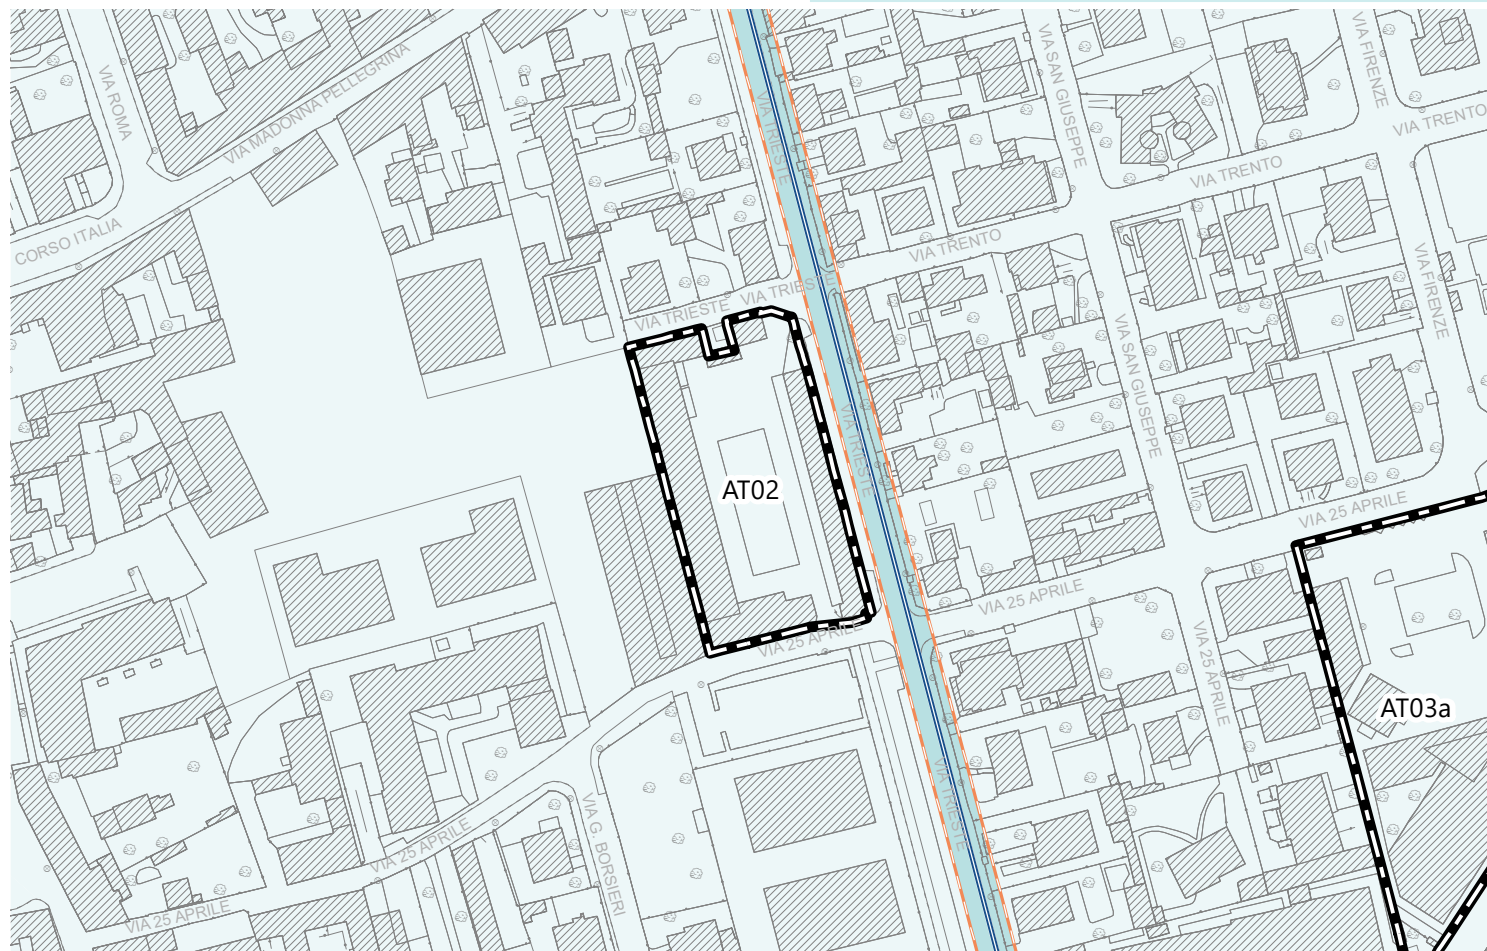 VIA ROMA
VIA MADONNA PELLEGRINA
CORSO ITALIA
VIA TRIESTE
VIA SAN GIUSEPPE
VIA FIRENZE
VIA TRENTO
VIA TRENTO
VIA TRENTO
VIA FIRENZE
VIA TRIESTE
VIA TRIESTE
VIA SAN GIUSEPPE
VIA TRIESTE
AT02
VIA 25 APRILE
VIA 25 APRILE
VIA 25 APRILE
VIA 25 APRILE
AT03a
VIA TRIESTE
VIA 25 APRILE
VIA G. BORSIERI
VIA 25 APRILE